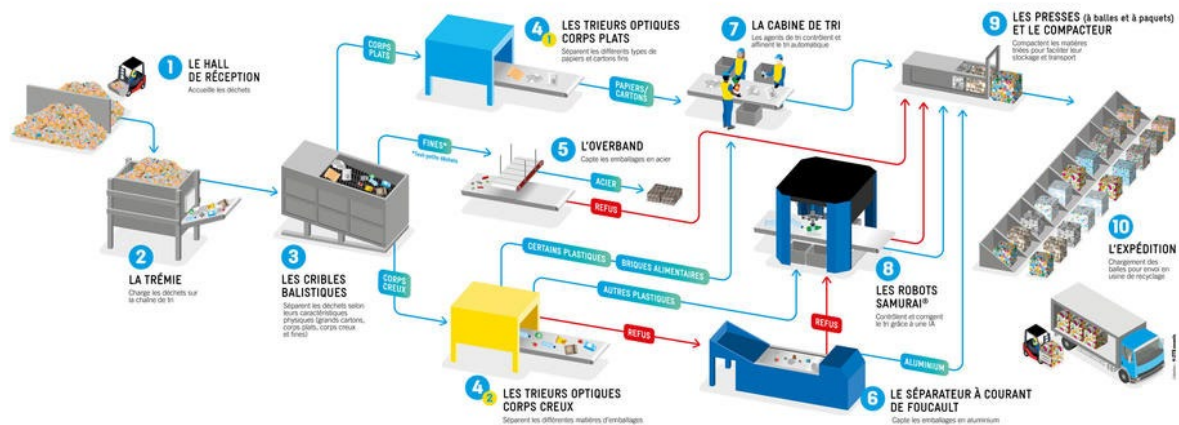 1
LE HALL
DE RÉCEPTION
Accueille les déchets
2
LA TRÉMIE
Charge les déchets sur
la chaîne de tri
3
LES CRIBLES
BALISTIQUES
Séparent les déchets selon
leurs caractéristiques
physiques (grands cartons,
corps plats, corps creux
et fines)
CORPS
PLATS
FINES*
*Tout-petits déchets
CORPS
CREUX
4
1
LES TRIEURS OPTIQUES
CORPS PLATS
Séparent les différents types de
papiers et cartons fins
PAPIERS/
CARTONS
5
L'OVERBAND
Capte les emballages en acier
ACIER
REFUS
CERTAINS PLASTIQUES
BRIQUES ALIMENTAIRES
AUTRES PLASTIQUES
REFUS
4
2
LES TRIEURS OPTIQUES
CORPS CREUX
Séparent les différentes matières d'emballages
6
LE SÉPARATEUR À COURANT
DE FOUCAULT
Capte les emballages en aluminium
REFUS
ALUMINIUM
7
LA CABINE DE TRI
Les agents de tri contrôlent et
affinent le tri automatique
8
LES ROBOTS
SAMURAI®
Contrôlent et corrigent
le tri grâce à une IA
9
LES PRESSES (à balles et à paquets)
ET LE COMPACTEUR
Compactent les matières
triées pour faciliter leur
stockage et transport
10
L'EXPÉDITION
Chargement des
balles pour envoi en
usine de recyclage